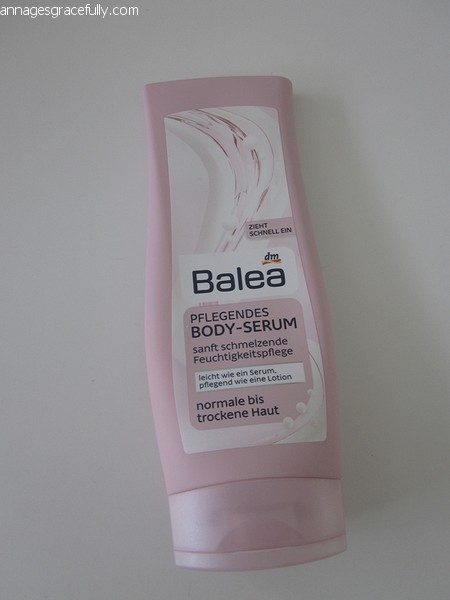 annagesgracefully.com
ZIEHT
SCHNELL EIN
dm
Balea
PFLEGENDES
BODY-SERUM
sanft schmelzende
Feuchtigkeitspflege
leicht wie ein Serum,
pflegend wie eine Lotion
normale bis
trockene Haut